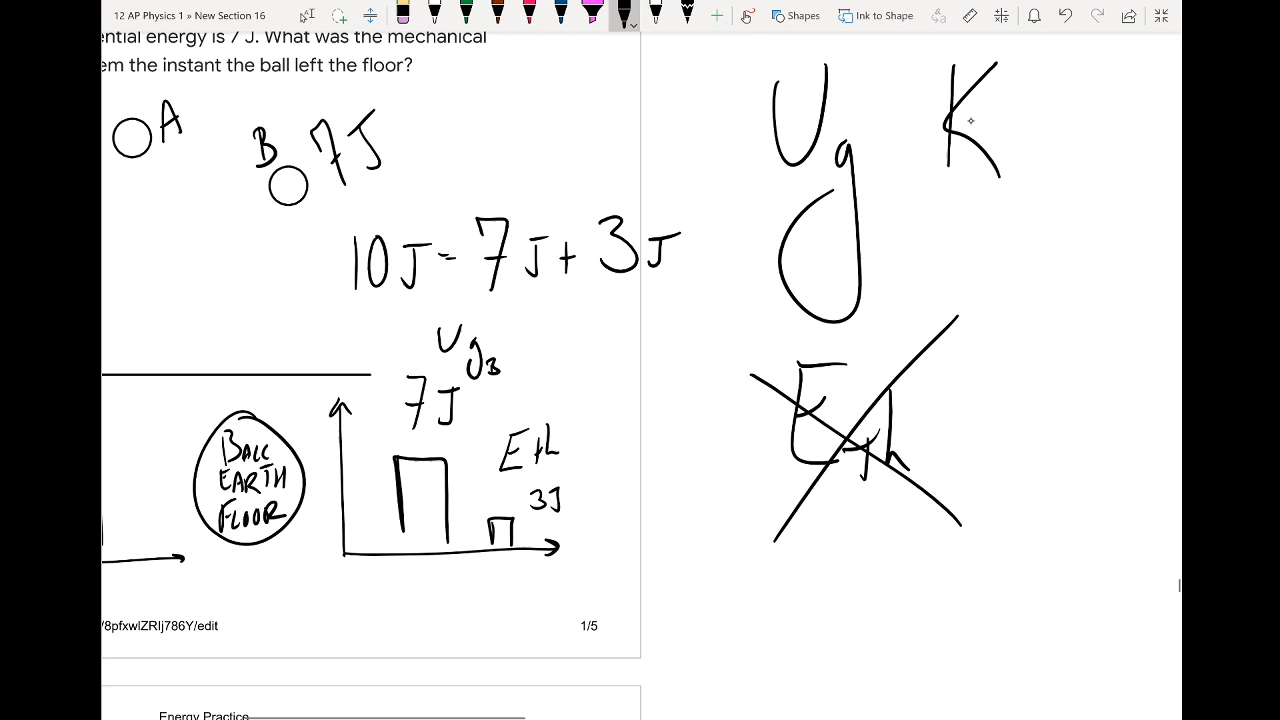 12 AP Physics 1 » New Section 16
Shapes
Ink to Shape
ential energy is 7 J. What was the mechanical
em the instant the ball left the floor?
A
B 7J
10J = 7J + 3J
Ug K
Eth
UgB
7J
BALL
EARTH
FLOOR
Eth
3J
/8pfxwlZRIj786Y/edit
1/5
Energy Practice